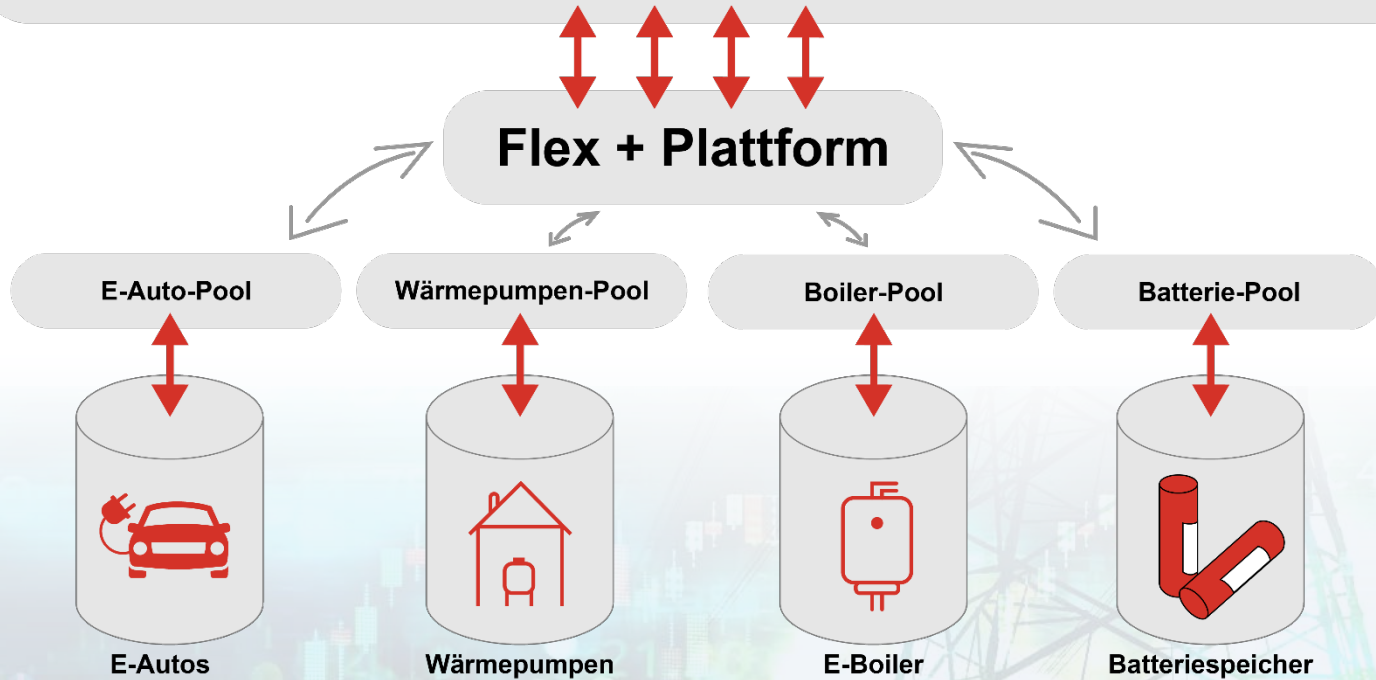 Flex + Plattform
E-Auto-Pool
Wärmepumpen-Pool
Boiler-Pool
Batterie-Pool
E-Autos
Wärmepumpen
E-Boiler
Batteriespeicher